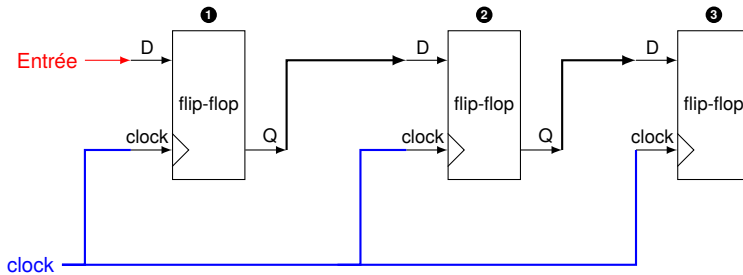 ❶ ❷ ❸
D D D
Entrée
flip-flop flip-flop flip-flop
clock Q clock Q clock
clock